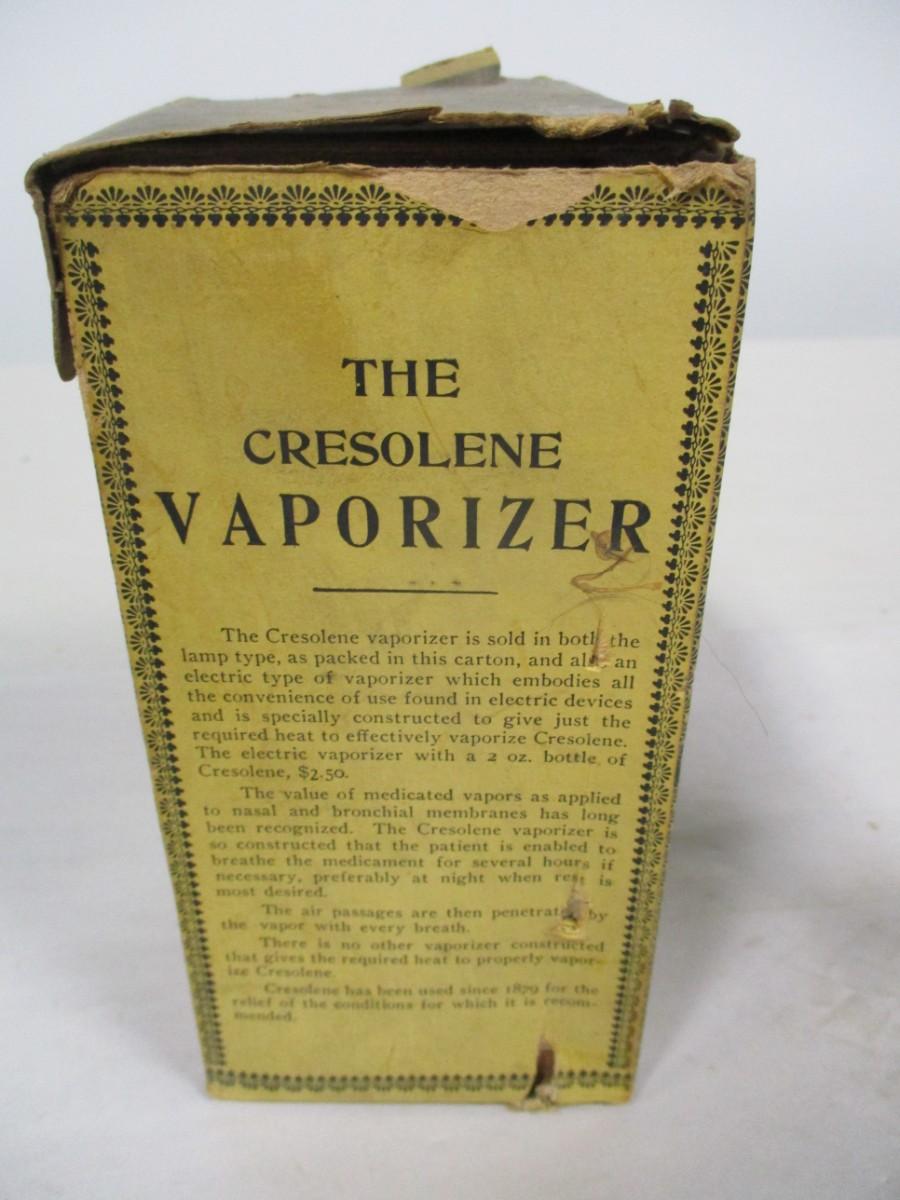 THE
CRESOLENE
VAPORIZER
The Cresolene vaporizer is sold in both the
lamp type, as packed in this carton, and also an
electric type of vaporizer which embodies all
the convenience of use found in electric devices
and is specially constructed to give just the
required heat to effectively vaporize Cresolene.
The electric vaporizer with a 2 oz. bottle of
Cresolene, $2.50.
The value of medicated vapors as applied
to nasal and bronchial membranes has long
been recognized. The Cresolene vaporizer is
so constructed that the patient is enabled to
breathe the medicament for several hours if
necessary, preferably at night when rest is
most desired.
The air passages are then penetrated by
the vapor with every breath.
There is no other vaporizer constructed
that gives the required heat to properly vapor-
ize Cresolene.
Cresolene has been used since 1879 for the
relief of the conditions for which it is recom-
mended.